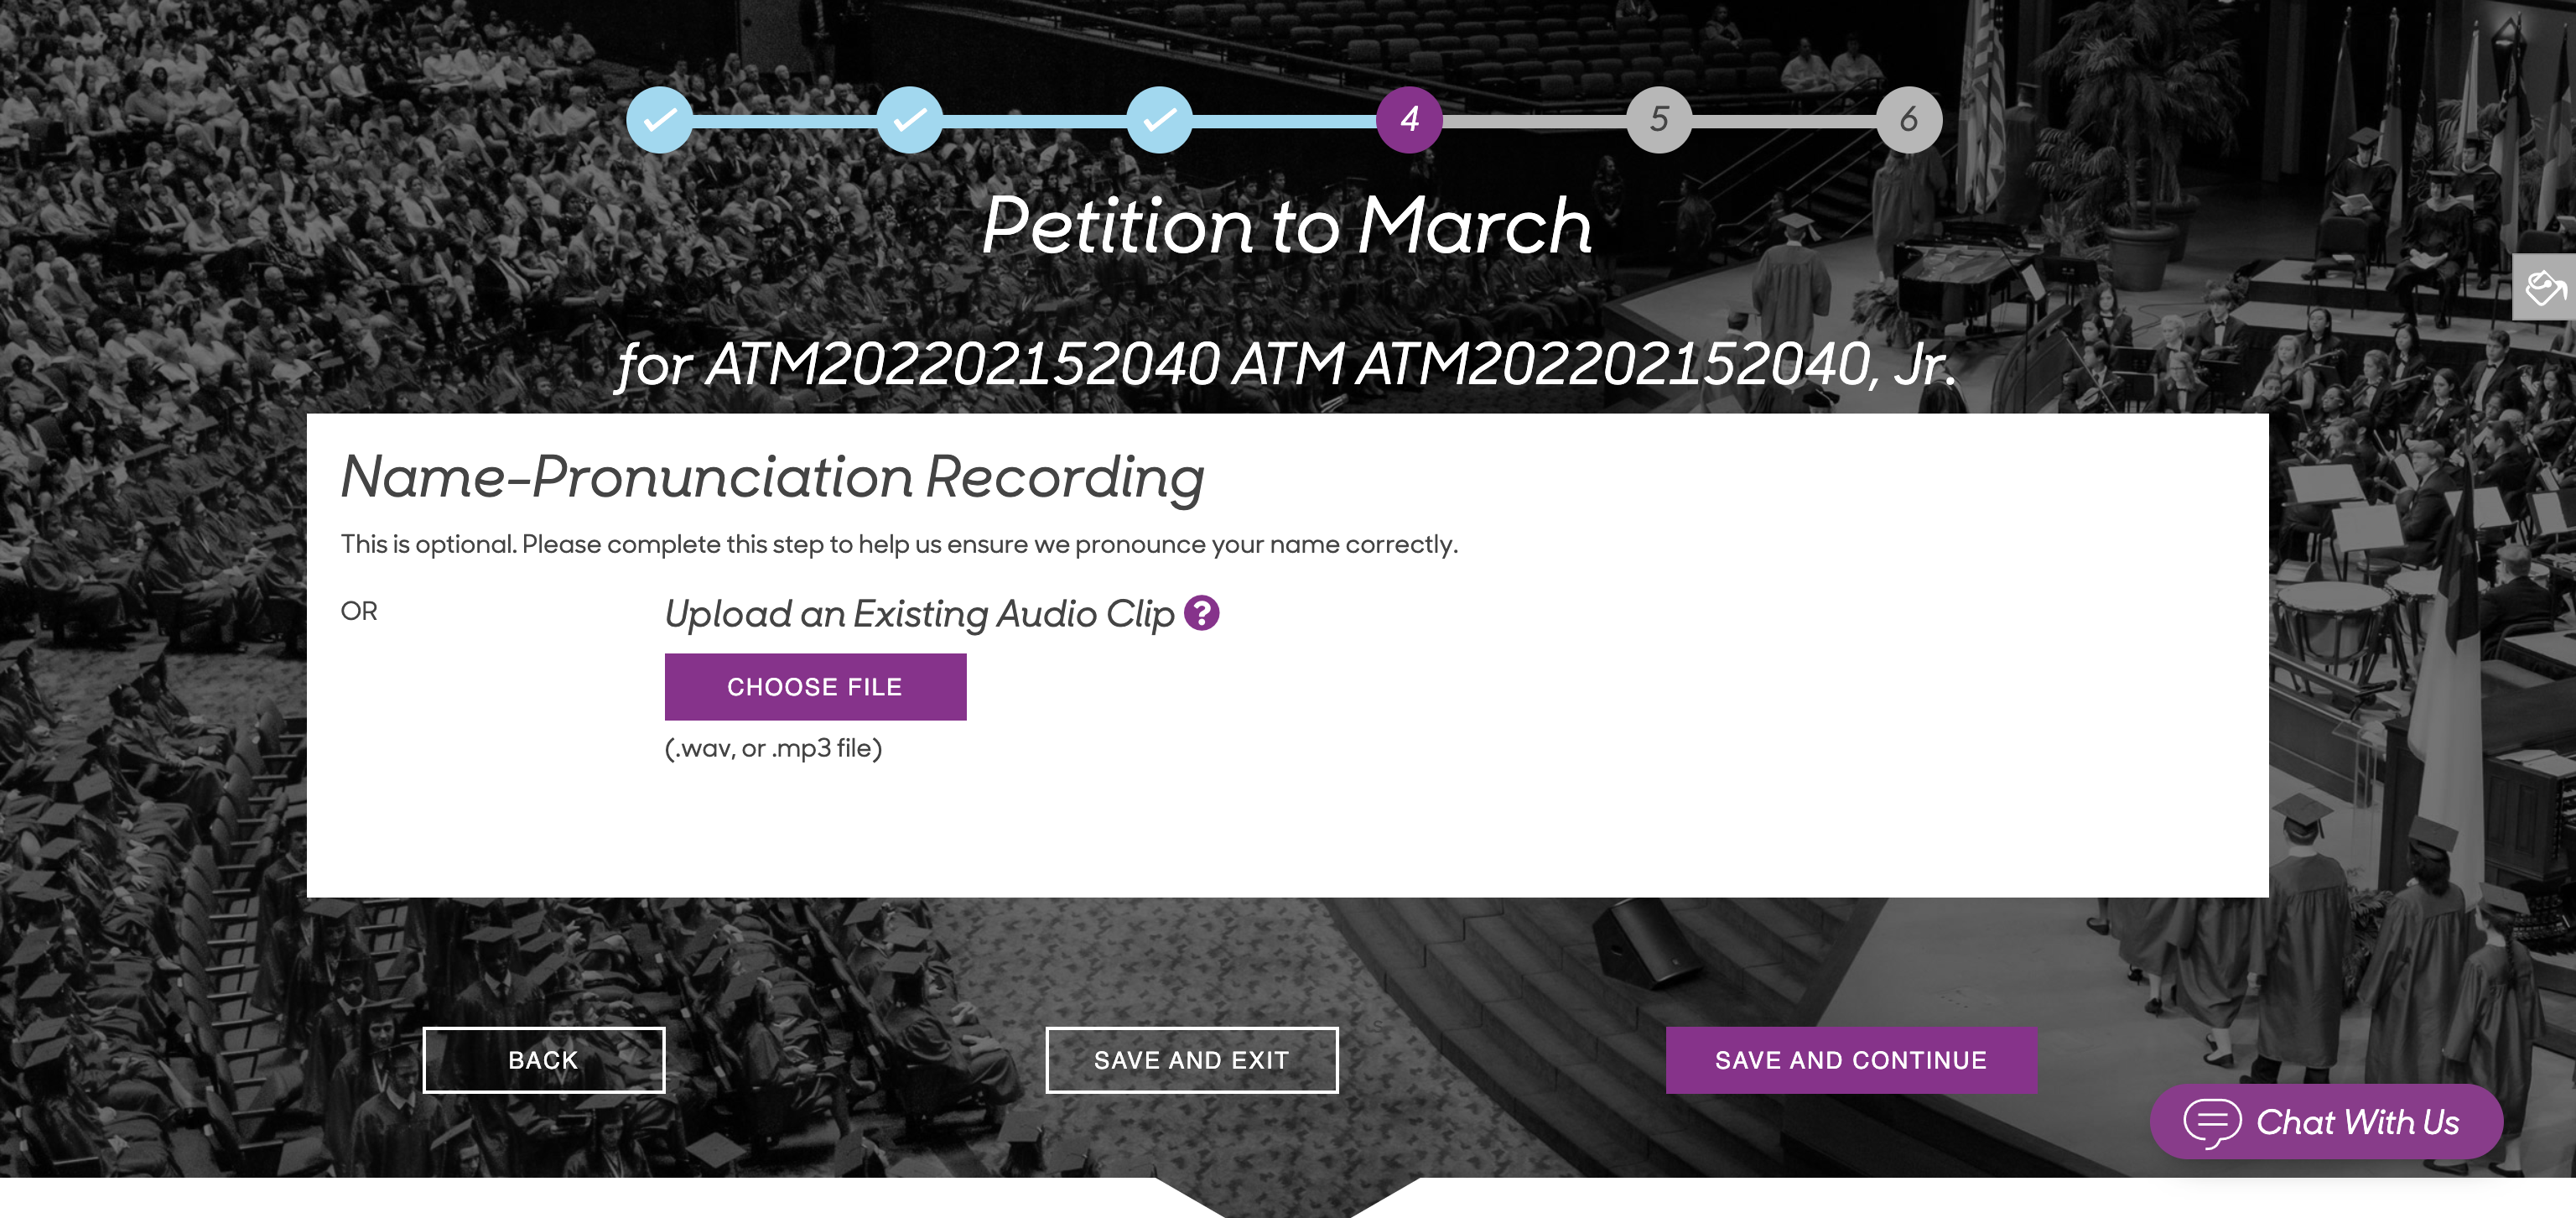 4
5
6
Petition to March
for ATM202202152040 ATM ATM202202152040, Jr.
Name-Pronunciation Recording
This is optional. Please complete this step to help us ensure we pronounce your name correctly.
OR
Upload an Existing Audio Clip ?
CHOOSE FILE
(.wav, or .mp3 file)
BACK
SAVE AND EXIT
SAVE AND CONTINUE
Chat With Us